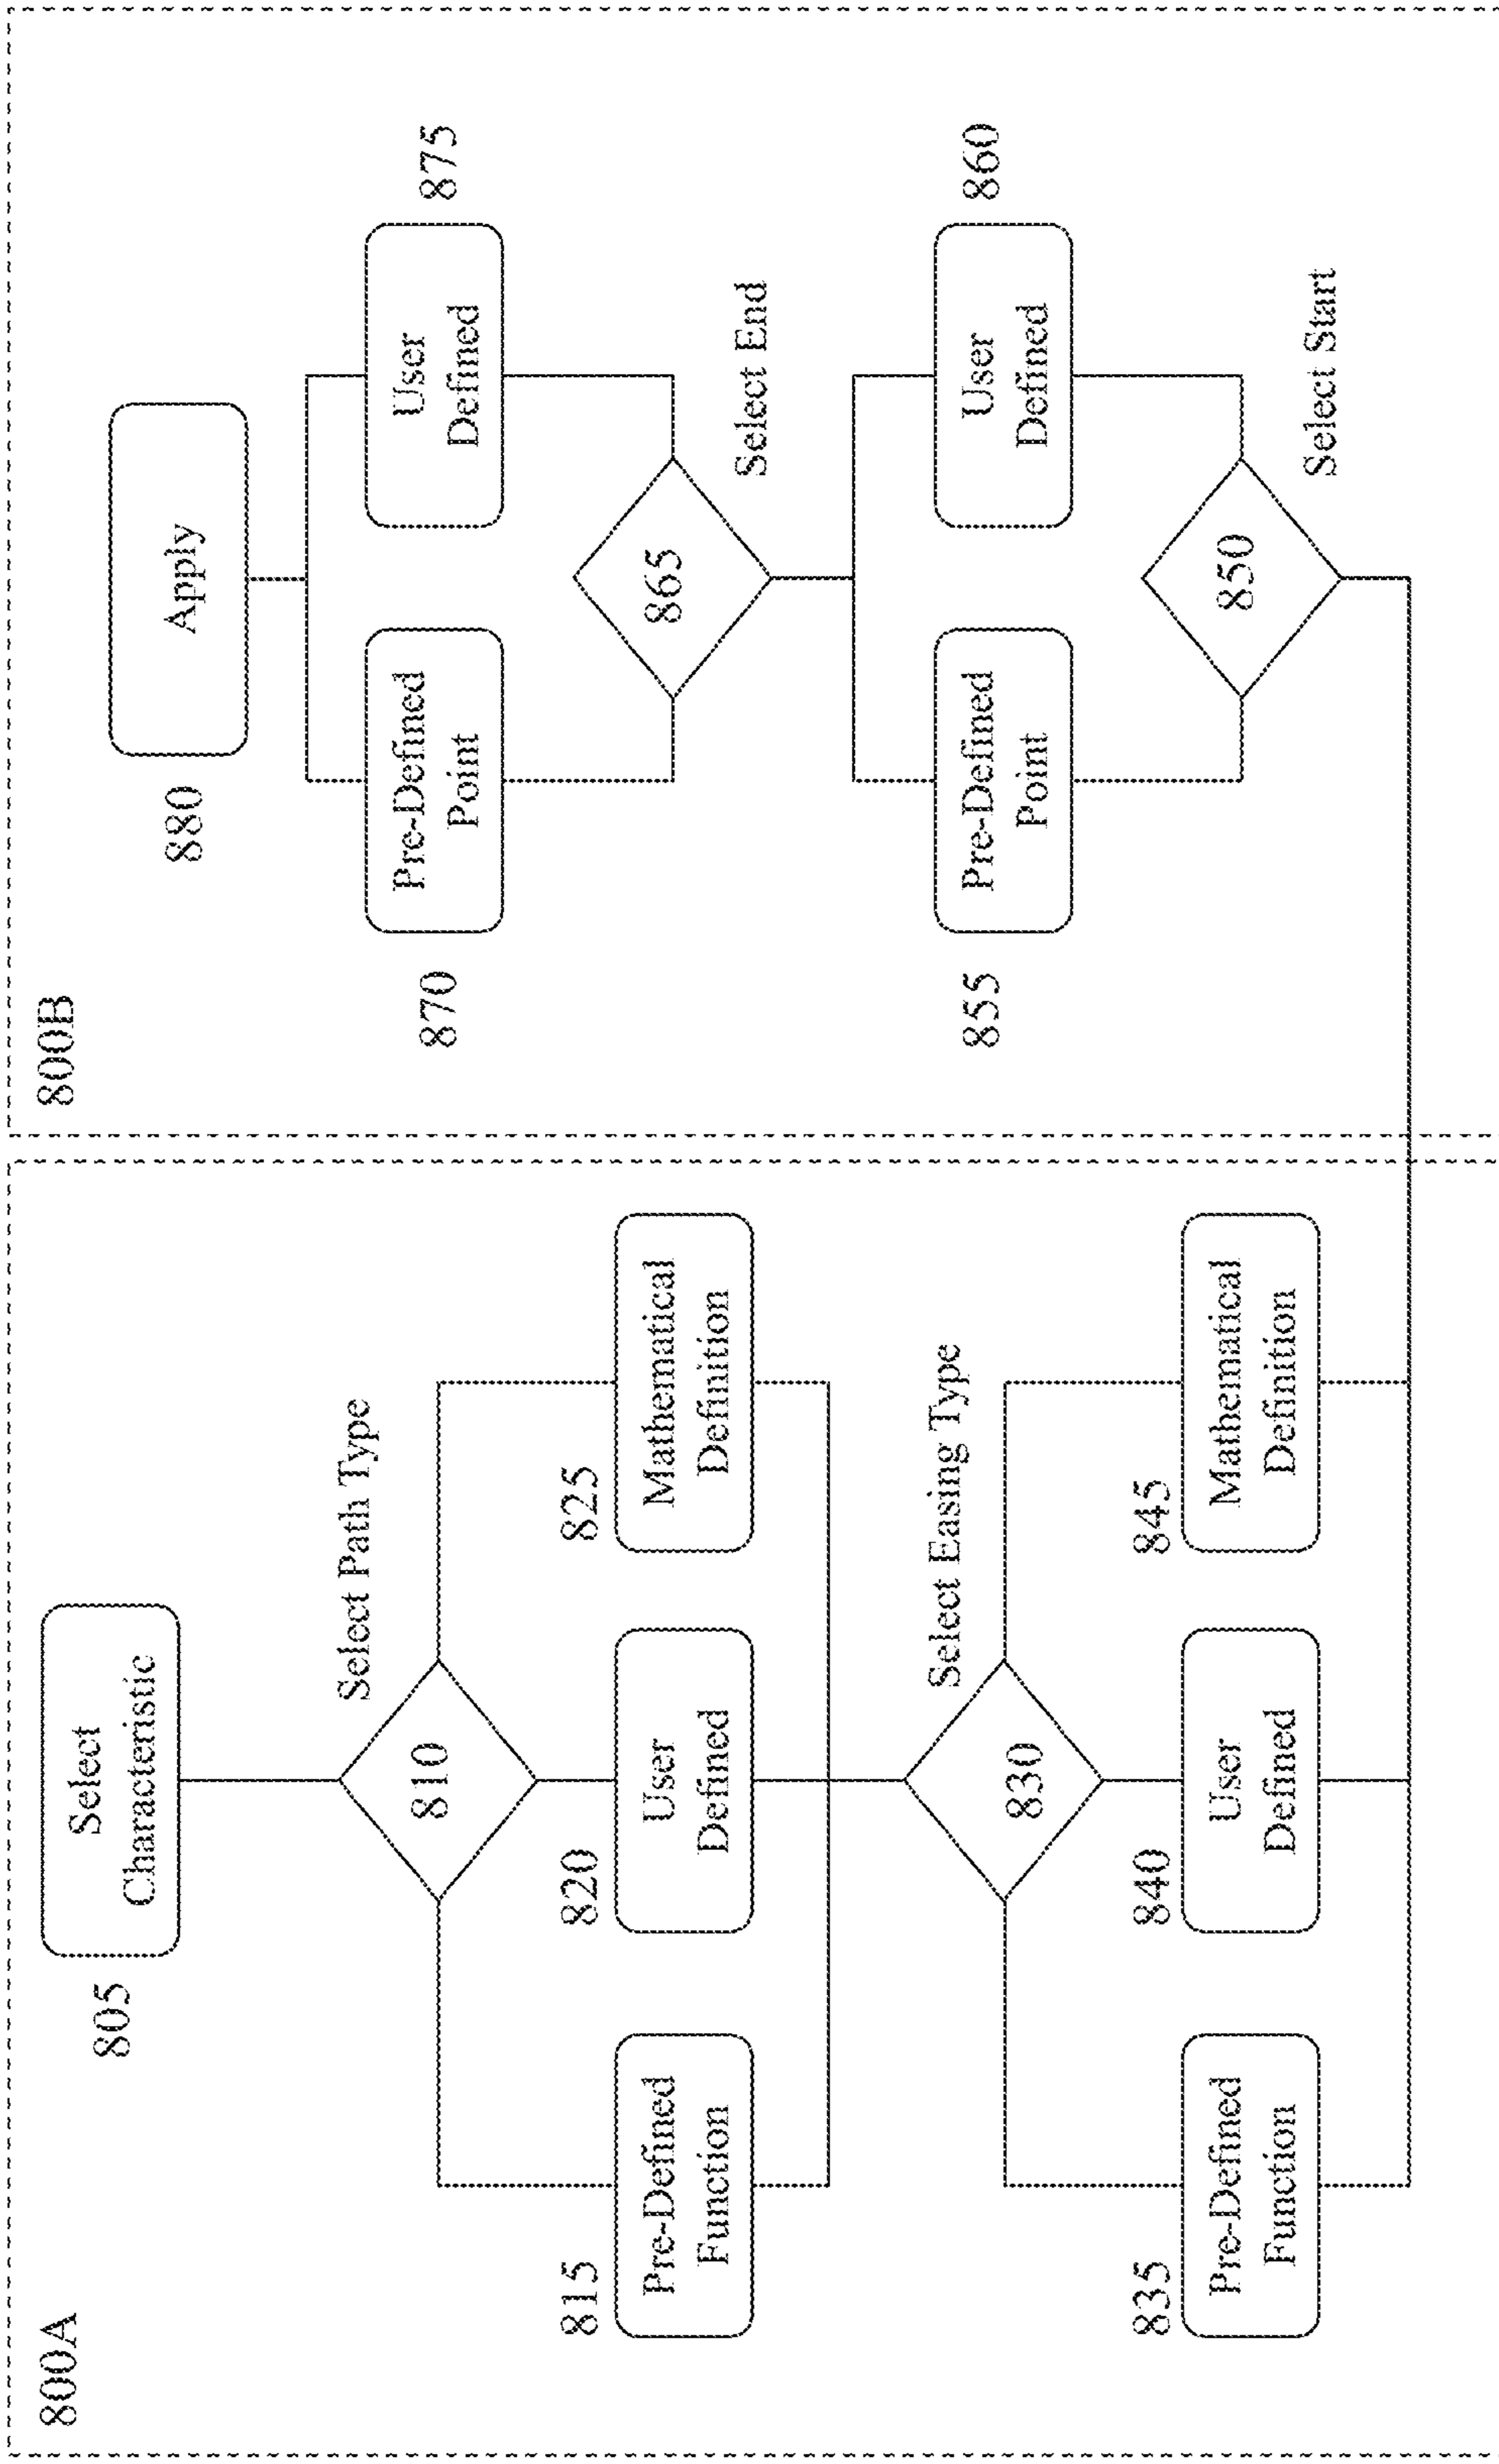 800A
805
Select
Characteristic
Select Path Type
810
815
Pre-Defined
Function
820
User
Defined
825
Mathematical
Definition
Select Easing Type
830
835
Pre-Defined
Function
840
User
Defined
845
Mathematical
Definition
800B
880
Apply
870
Pre-Defined
Point
User
Defined
875
865
Select End
855
Pre-Defined
Point
User
Defined
860
850
Select Start